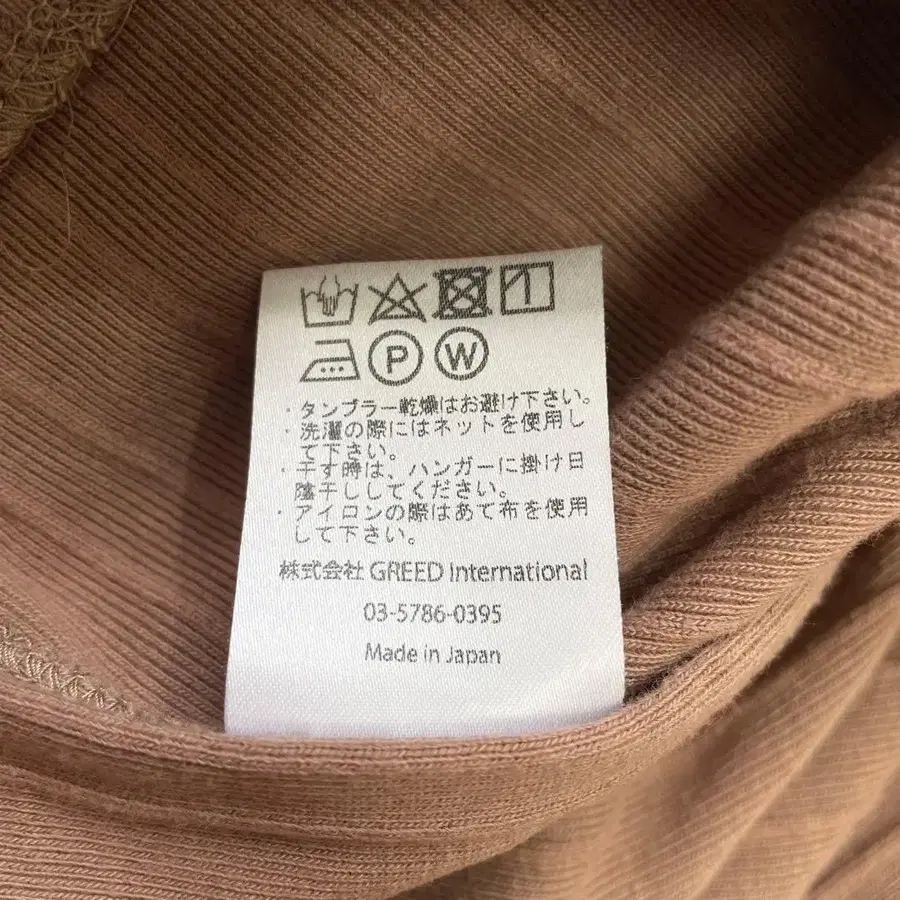 P W
・タンブラー乾燥はお避け下さい。
・洗濯の際にはネットを使用し
て下さい。
・干す時は、ハンガーに掛け日
陰干ししてください。
・アイロンの際はあて布を使用
して下さい。
株式会社 GREED International
03-5786-0395
Made in Japan